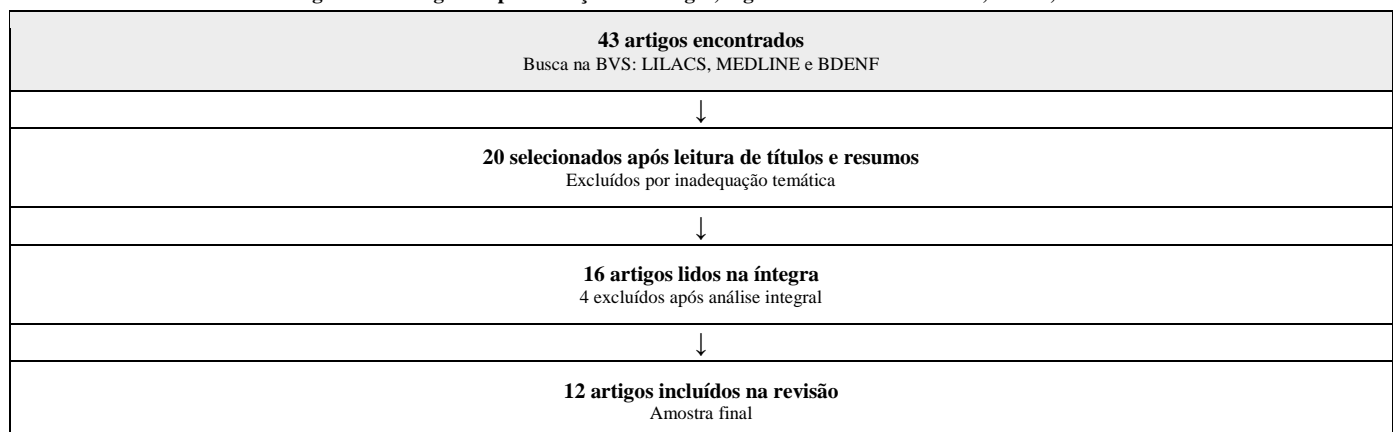 43 artigos encontrados
Busca na BVS: LILACS, MEDLINE e BDENF
↓
20 selecionados após leitura de títulos e resumos
Excluídos por inadequação temática
↓
16 artigos lidos na íntegra
4 excluídos após análise integral
↓
12 artigos incluídos na revisão
Amostra final